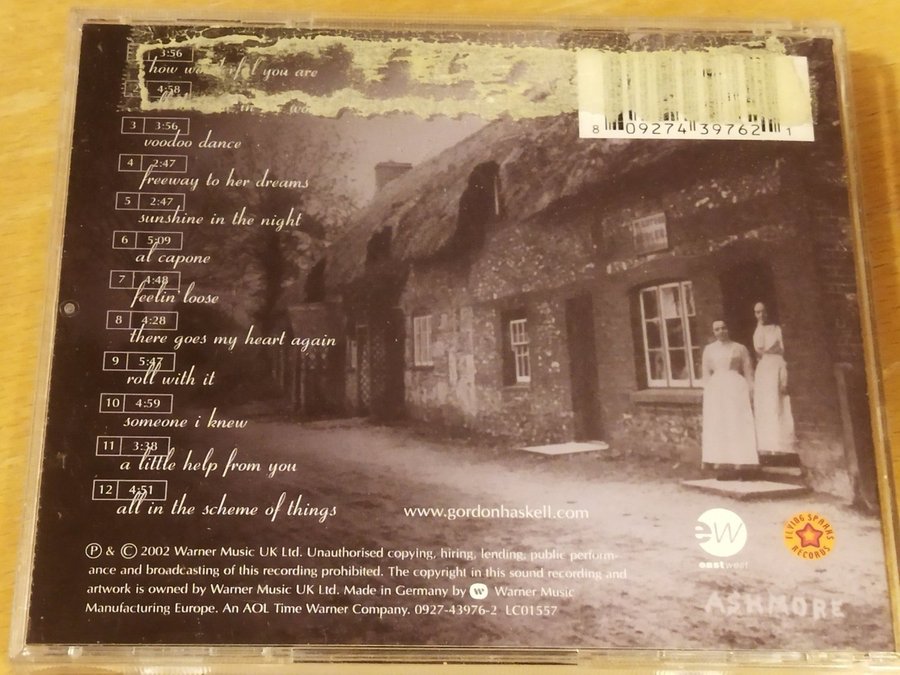 3:56
how wonderful you are
2 4:58
in
3 3:56
voodoo dance
4 2:47
freeway to her dreams
5 2:47
sunshine in the night
6 5:09
al capone
7 4:48
feelin loose
8 4:28
there goes my heart again
9 5:47
roll with it
10 4:59
someone i knew
11 3:38
a little help from you
12 4:51
all in the scheme of things
8 09274 39762 1
www.gordonhaskell.com
ew
eastwest
FLYING SPARKS
RECORDS
ASHMORE
℗ & © 2002 Warner Music UK Ltd. Unauthorised copying, hiring, lending, public perform-
ance and broadcasting of this recording prohibited. The copyright in this sound recording and
artwork is owned by Warner Music UK Ltd. Made in Germany by W Warner Music
Manufacturing Europe. An AOL Time Warner Company. 0927-43976-2 LC01557